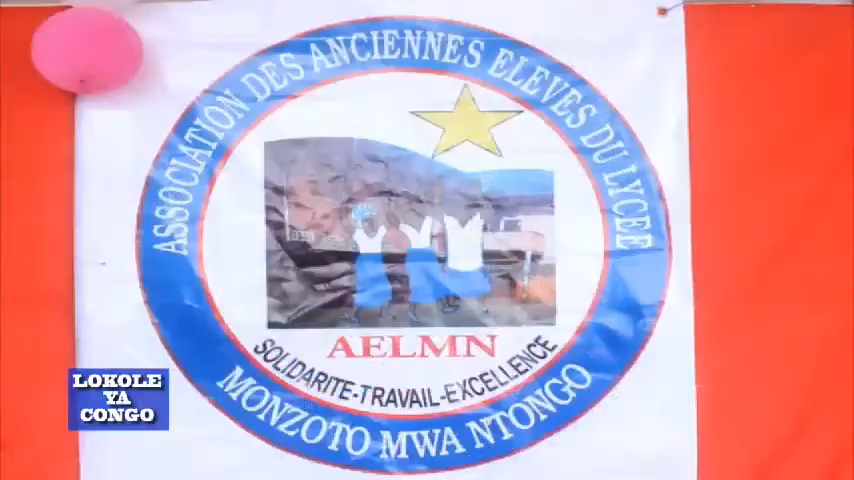 ASSOCIATION DES ANCIENNES ELEVES DU LYCEE
AELMN
SOLIDARITE-TRAVAIL-EXCELLENCE
MONZOTO MWA NTONGO
LOKOLE
YA
CONGO